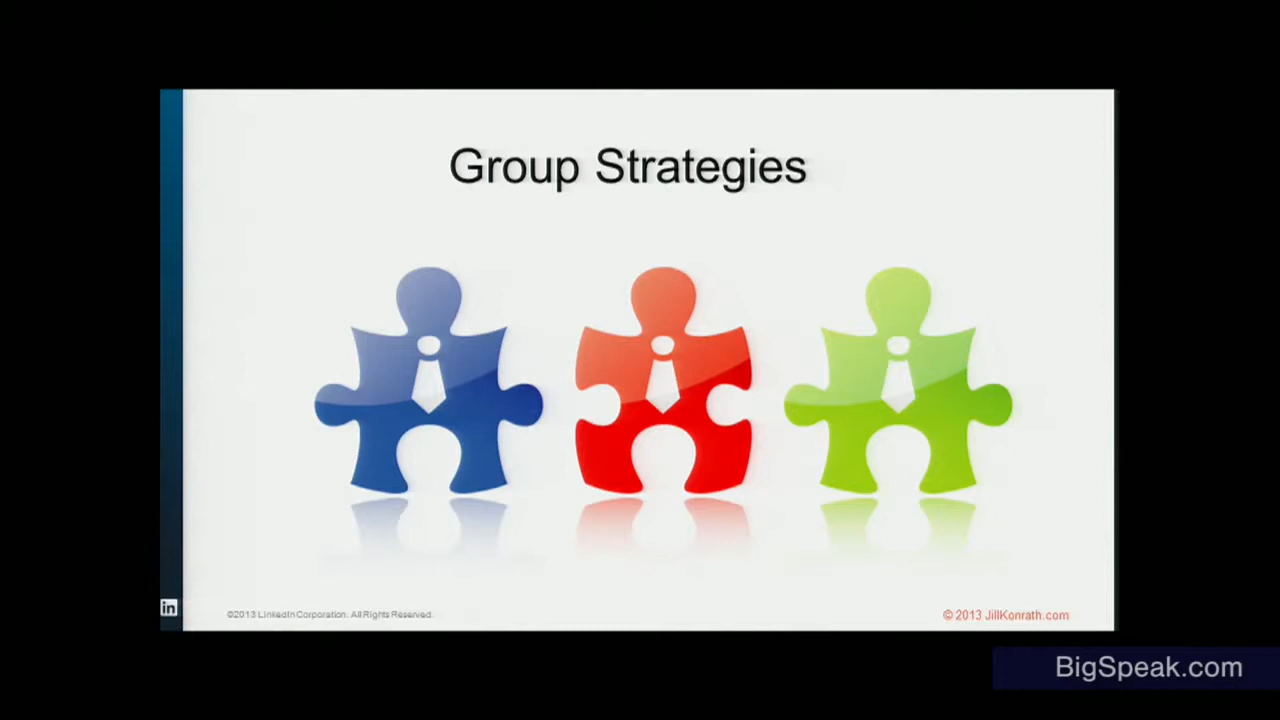 Group Strategies
in
©2013 LinkedIn Corporation. All Rights Reserved.
© 2013 JillKonrath.com
BigSpeak.com